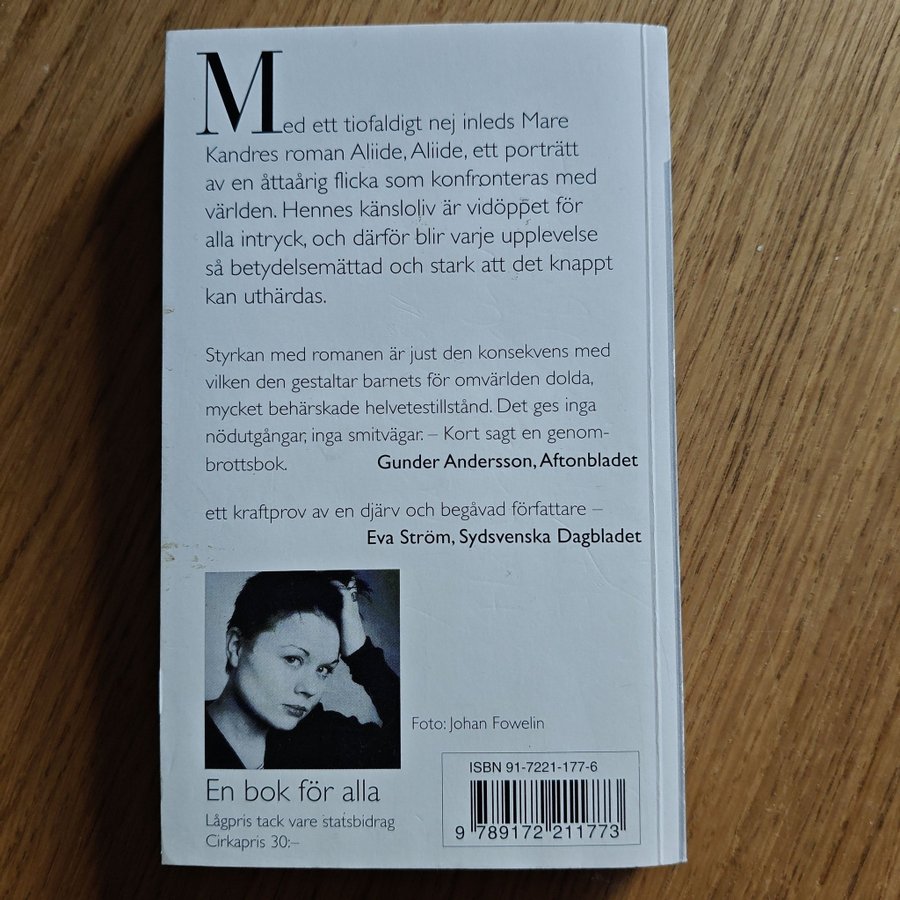 Med ett tiofaldigt nej inleds Mare
Kandres roman Aliide, Aliide, ett porträtt
av en åttaårig flicka som konfronteras med
världen. Hennes känsloliv är vidöppet för
alla intryck, och därför blir varje upplevelse
så betydelsemättad och stark att det knappt
kan uthärdas.
Styrkan med romanen är just den konsekvens med
vilken den gestaltar barnets för omvärlden dolda,
mycket behärskade helvetestillstånd. Det ges inga
nödutgångar, inga smitvägar. – Kort sagt en genom-
brottsbok. Gunder Andersson, Aftonbladet
ett kraftprov av en djärv och begåvad författare –
Eva Ström, Sydsvenska Dagbladet
Foto: Johan Fowelin
En bok för alla
Lågpris tack vare statsbidrag
Cirkapris 30:–
ISBN 91-7221-177-6
9 789172 211773